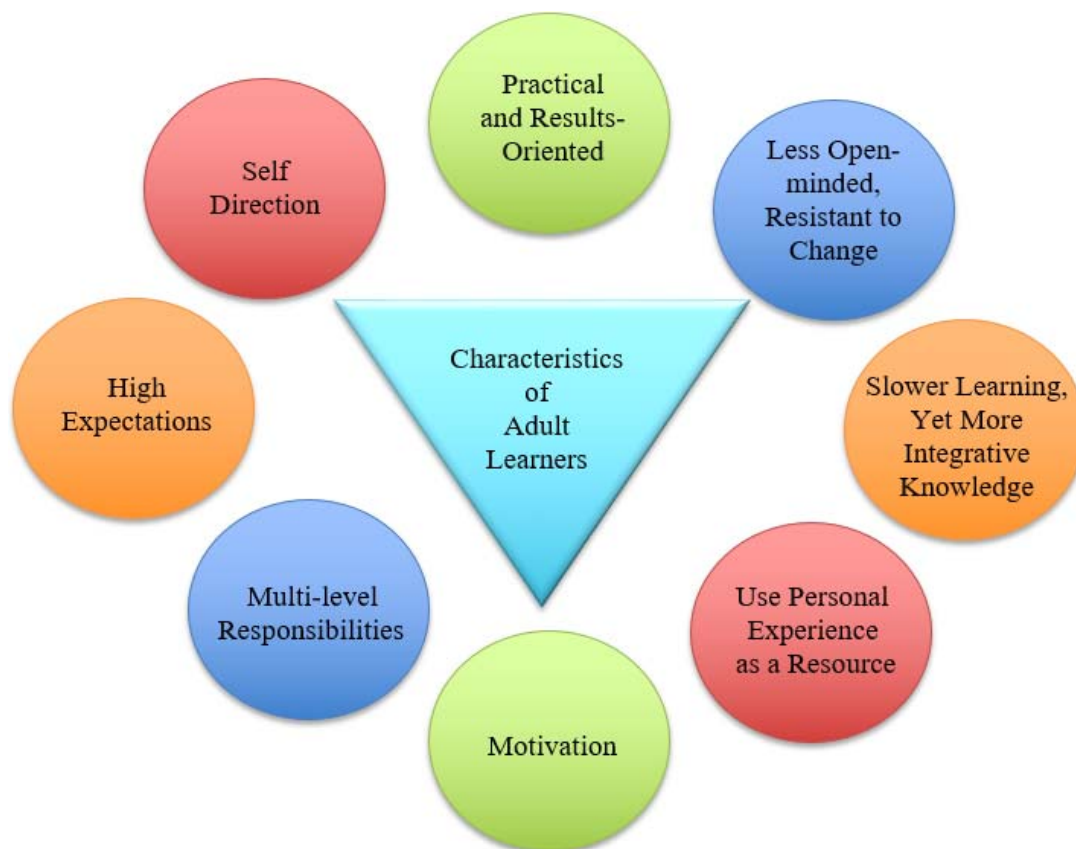 Practical
and Results-
Oriented
Less Open-
minded,
Resistant to
Change
Slower Learning,
Yet More
Integrative
Knowledge
Use Personal
Experience
as a Resource
Motivation
Multi-level
Responsibilities
High
Expectations
Self
Direction
Characteristics
of
Adult
Learners